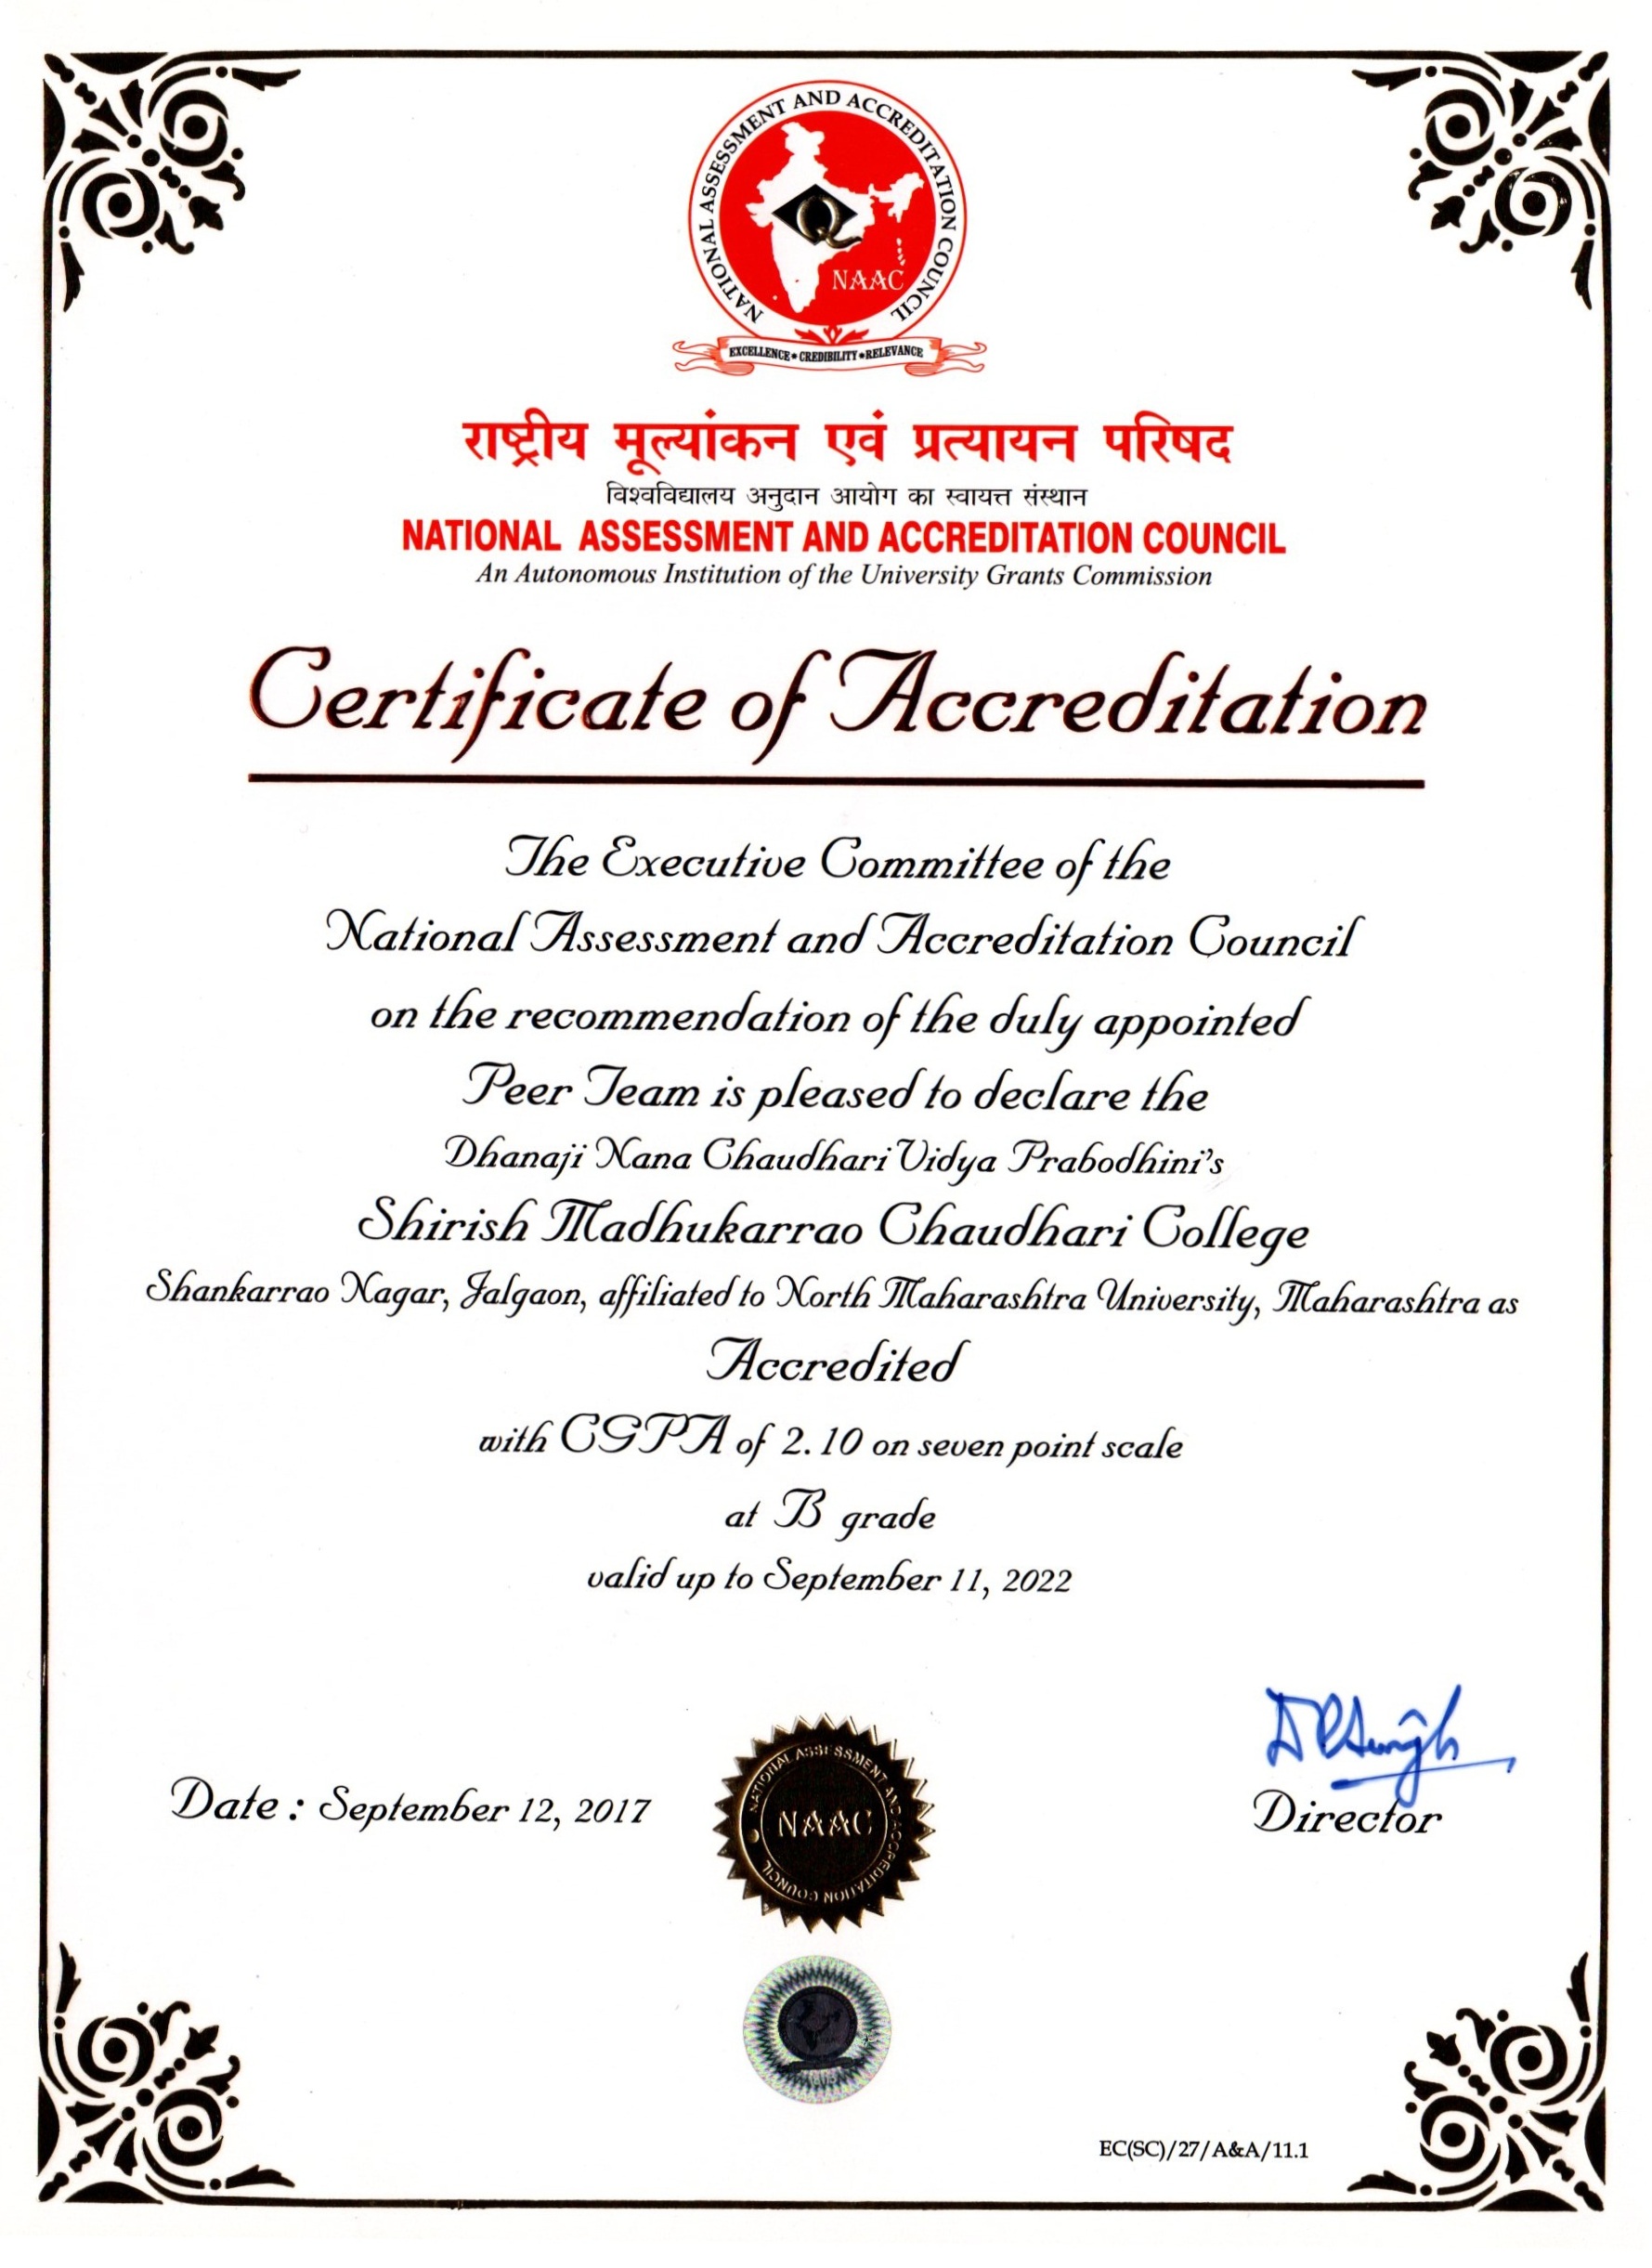 NATIONAL ASSESSMENT AND ACCREDITATION COUNCIL
NAAC
EXCELLENCE • CREDIBILITY • RELEVANCE
राष्ट्रीय मूल्यांकन एवं प्रत्यायन परिषद
विश्वविद्यालय अनुदान आयोग का स्वायत्त संस्थान
NATIONAL ASSESSMENT AND ACCREDITATION COUNCIL
An Autonomous Institution of the University Grants Commission
Certificate of Accreditation
The Executive Committee of the
National Assessment and Accreditation Council
on the recommendation of the duly appointed
Peer Team is pleased to declare the
Dhanaji Nana Chaudhari Vidya Prabodhini's
Shirish Madhukarrao Chaudhari College
Shankarrao Nagar, Jalgaon, affiliated to North Maharashtra University, Maharashtra as
Accredited
with CGPA of 2.10 on seven point scale
at B grade
valid up to September 11, 2022
Date : September 12, 2017
NATIONAL ASSESSMENT AND ACCREDITATION COUNCIL
NAAC
Director
EC(SC)/27/A&A/11.1